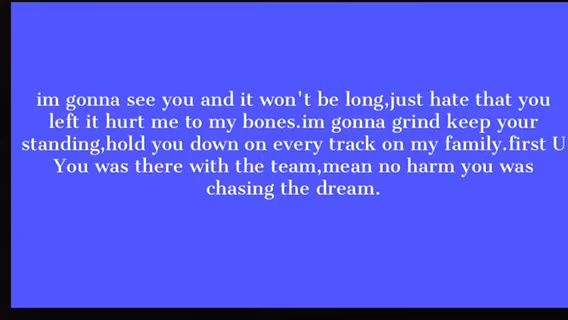 im gonna see you and it won't be long,just hate that you
left it hurt me to my bones.im gonna grind keep your
standing,hold you down on every track on my family.first U
You was there with the team,mean no harm you was
chasing the dream.